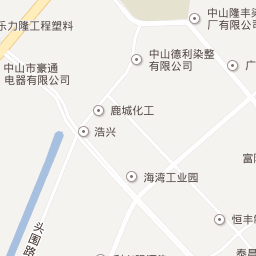 乐力隆工程塑料
中山隆丰染
厂有限公
中山德利染整
有限公司
广
中山市豪通
电器有限公司
鹿城化工
浩兴
富
海湾工业园
恒丰
头围路
泰昌